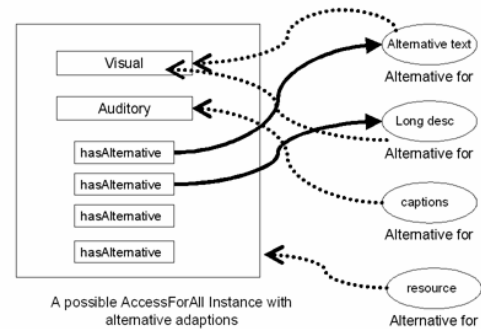 Visual
Auditory
hasAlternative
hasAlternative
hasAlternative
hasAlternative
A possible AccessForAll Instance with
alternative adaptions
Alternative text
Alternative for
Long desc
Alternative for
captions
Alternative for
resource
Alternative for